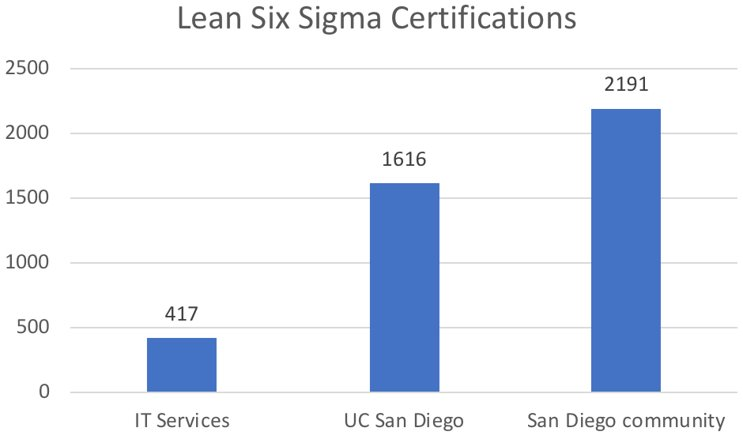 Lean Six Sigma Certifications
2500
2000
1500
1000
500
0
417
1616
2191
IT Services
UC San Diego
San Diego community